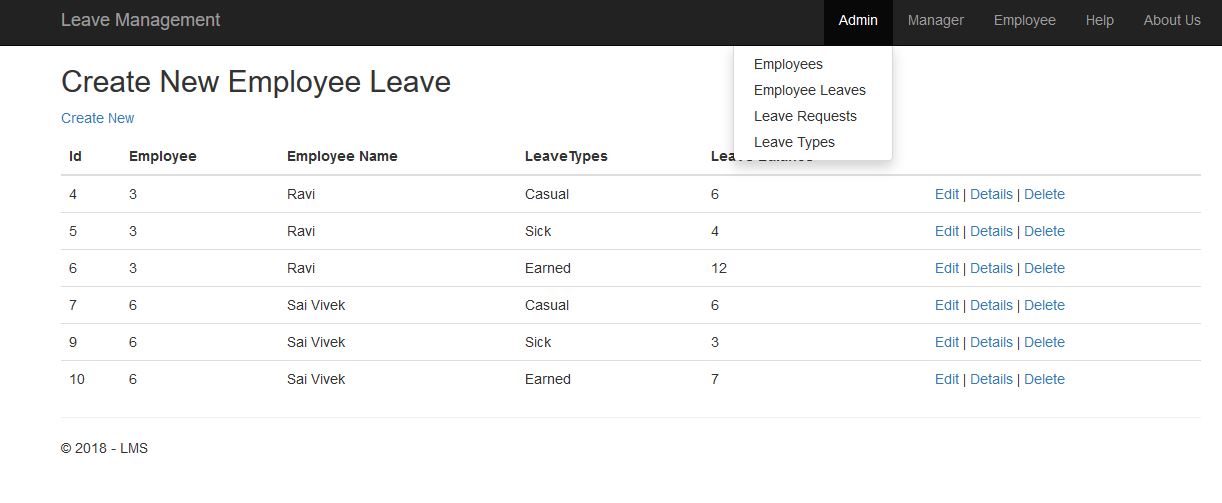 Leave Management Admin Manager Employee Help About Us
Employees
Employee Leaves
Leave Requests
Leave Types
Create New Employee Leave
Create New
Id Employee Employee Name LeaveTypes Leave Balance
4 3 Ravi Casual 6 Edit | Details | Delete
5 3 Ravi Sick 4 Edit | Details | Delete
6 3 Ravi Earned 12 Edit | Details | Delete
7 6 Sai Vivek Casual 6 Edit | Details | Delete
9 6 Sai Vivek Sick 3 Edit | Details | Delete
10 6 Sai Vivek Earned 7 Edit | Details | Delete
© 2018 - LMS